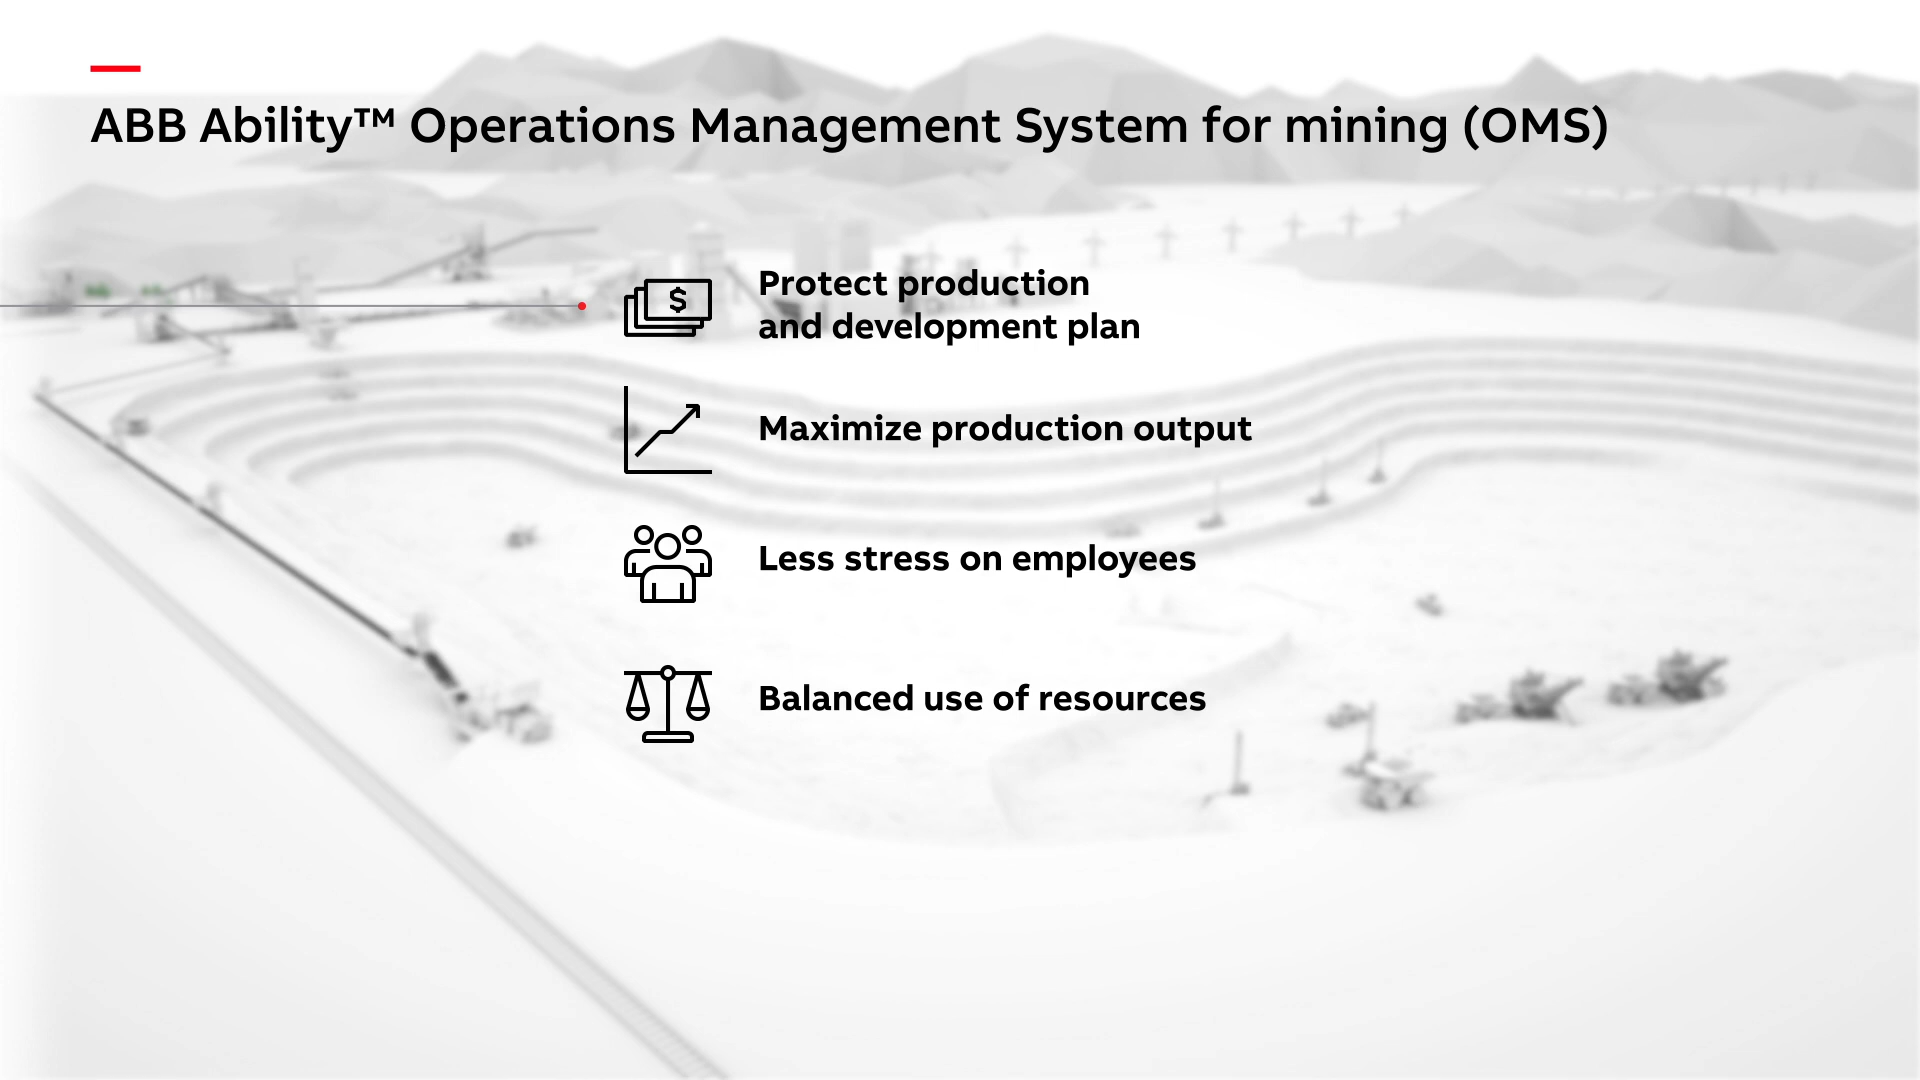 ABB Ability™ Operations Management System for mining (OMS)
$
Protect production
and development plan
Maximize production output
Less stress on employees
Balanced use of resources